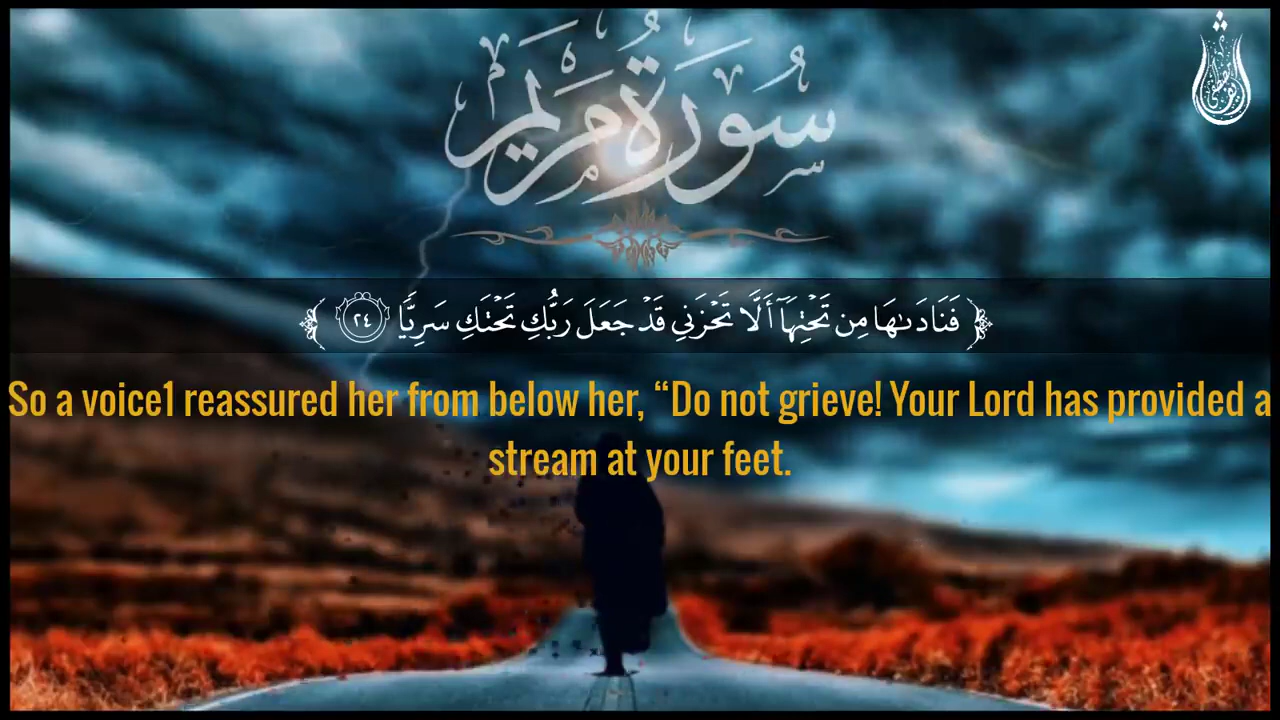 سُورَةُ مَرْيَمَ
فَنَادَىٰهَا مِن تَحْتِهَآ أَلَّا تَحْزَنِى قَدْ جَعَلَ رَبُّكِ تَحْتَكِ سَرِيًّا ٢٤
So a voice1 reassured her from below her, “Do not grieve! Your Lord has provided a
stream at your feet.